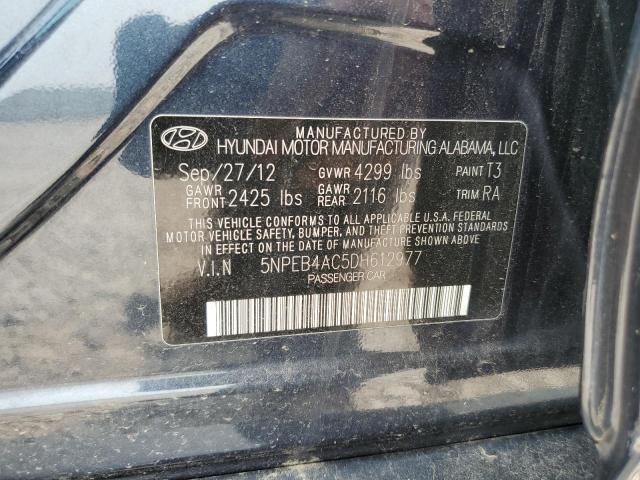 MANUFACTURED BY
HYUNDAI MOTOR MANUFACTURING ALABAMA, LLC
Sep/27/12 GVWR 4299 lbs PAINT T3
GAWR FRONT 2425 lbs GAWR REAR 2116 lbs TRIM RA
THIS VEHICLE CONFORMS TO ALL APPLICABLE U.S.A. FEDERAL
MOTOR VEHICLE SAFETY, BUMPER, AND THEFT PREVENTION STANDARDS
IN EFFECT ON THE DATE OF MANUFACTURE SHOWN ABOVE.
V.I.N 5NPEB4AC5DH612977
PASSENGER CAR